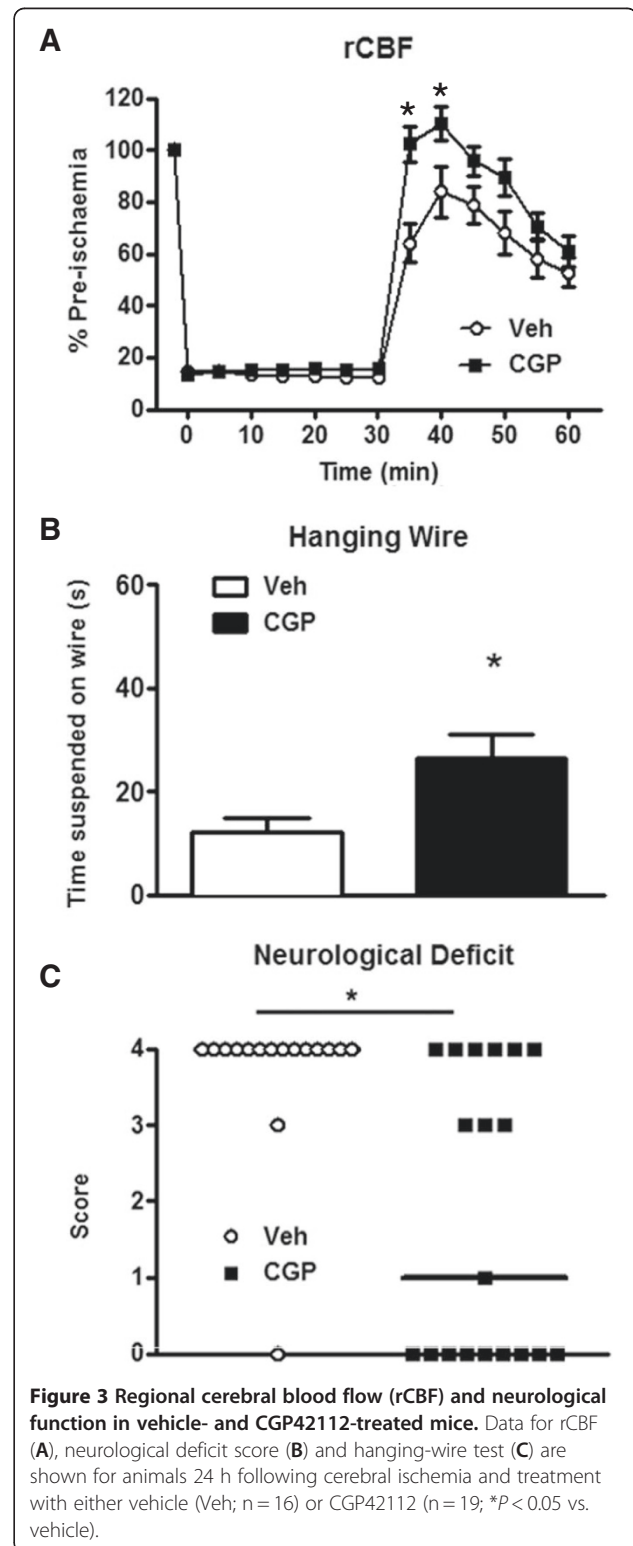 A
rCBF
* *
120
100
80
60
40
20
0
% Pre-ischaemia
Veh
CGP
0 10 20 30 40 50 60
Time (min)
B
Hanging Wire
60
40
20
0
Time suspended on wire (s)
Veh
CGP
*
C
Neurological Deficit
*
4
3
2
1
0
Score
Veh
CGP
Figure 3 Regional cerebral blood flow (rCBF) and neurological
function in vehicle- and CGP42112-treated mice. Data for rCBF
(A), neurological deficit score (B) and hanging-wire test (C) are
shown for animals 24 h following cerebral ischemia and treatment
with either vehicle (Veh; n = 16) or CGP42112 (n = 19; *P < 0.05 vs.
vehicle).